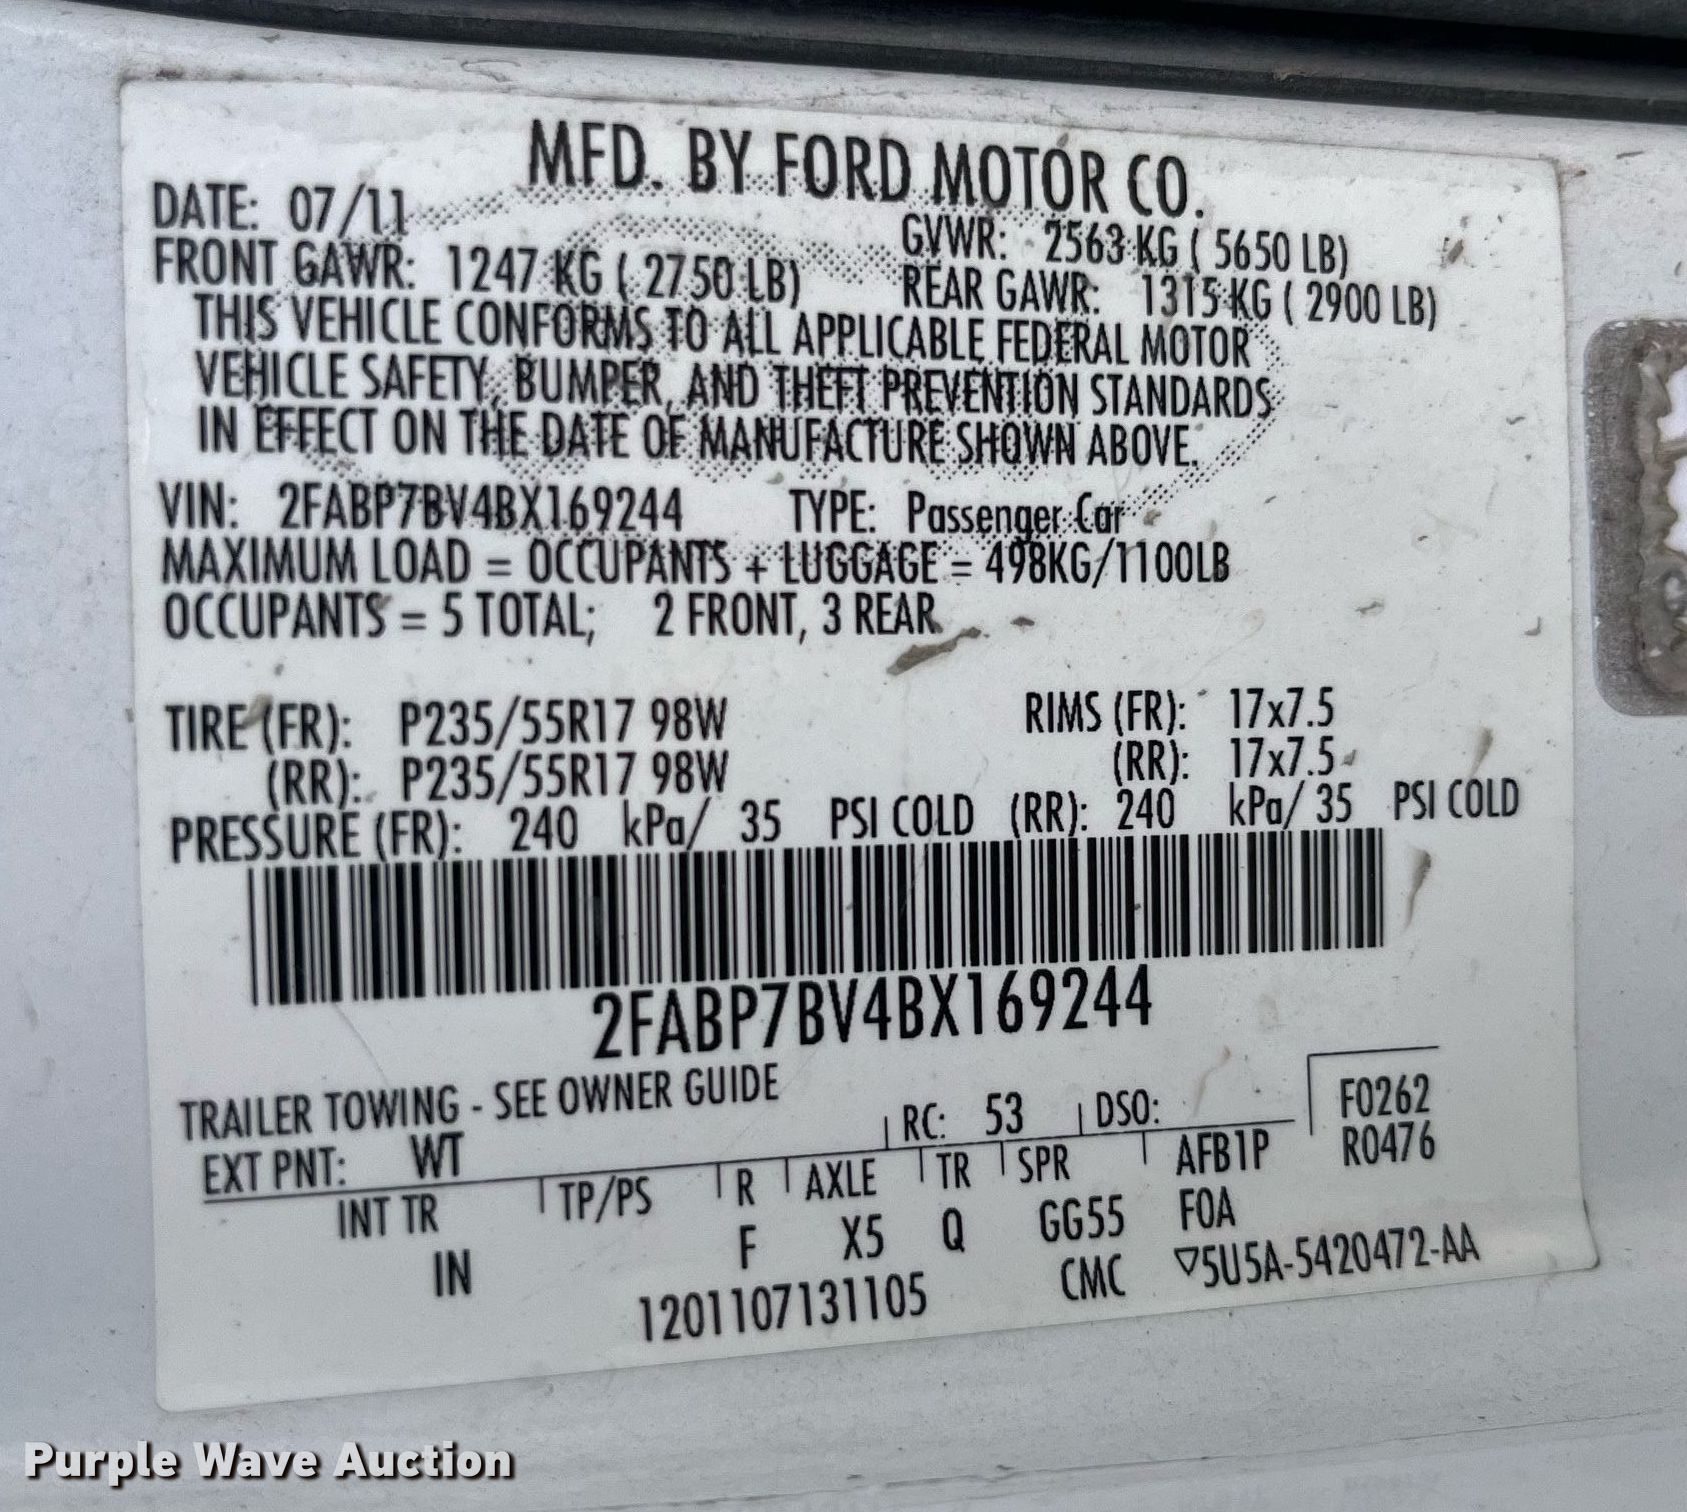 MFD. BY FORD MOTOR CO.
DATE: 07/11
GVWR: 2563 KG ( 5650 LB)
FRONT GAWR: 1247 KG ( 2750 LB)
REAR GAWR: 1315 KG ( 2900 LB)
THIS VEHICLE CONFORMS TO ALL APPLICABLE FEDERAL MOTOR
VEHICLE SAFETY, BUMPER, AND THEFT PREVENTION STANDARDS
IN EFFECT ON THE DATE OF MANUFACTURE SHOWN ABOVE.
VIN: 2FABP7BV4BX169244 TYPE: Passenger Car
MAXIMUM LOAD = OCCUPANTS + LUGGAGE = 498KG/1100LB
OCCUPANTS = 5 TOTAL; 2 FRONT, 3 REAR
TIRE (FR): P235/55R17 98W RIMS (FR): 17x7.5
(RR): P235/55R17 98W (RR): 17x7.5
PRESSURE (FR): 240 kPa/ 35 PSI COLD (RR): 240 kPa/ 35 PSI COLD
2FABP7BV4BX169244
TRAILER TOWING - SEE OWNER GUIDE
EXT PNT: WT RC: 53 DSO: F0262
INT TR TP/PS R AXLE TR SPR AFB1P R0476
IN F X5 Q GG55 FOA
1201107131105 CMC ▽5U5A-5420472-AA
Purple Wave Auction